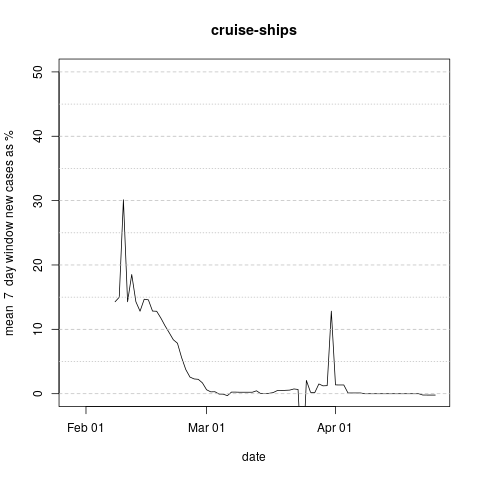 cruise-ships
mean 7 day window new cases as %
50
40
30
20
10
0
Feb 01
Mar 01
Apr 01
date